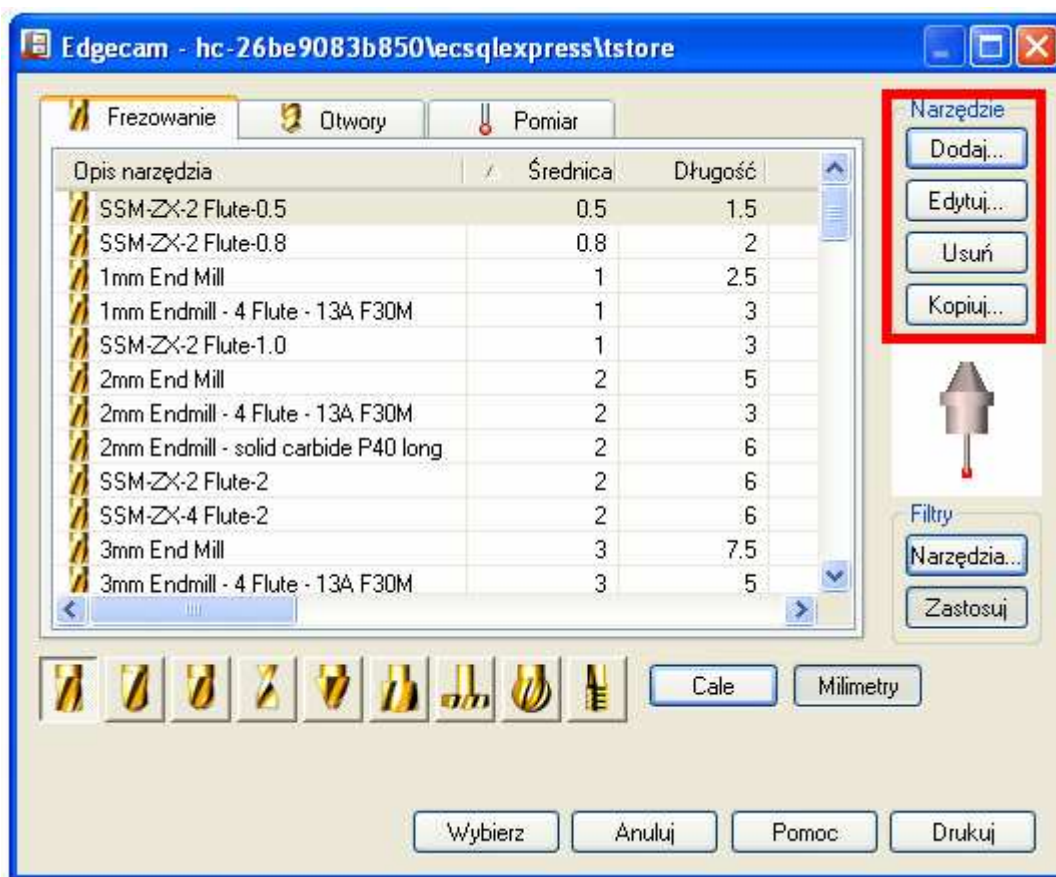 Edgecam - hc-26be9083b850\ecsqlexpress\tstore
Frezowanie Otwory Pomiar
Opis narzędzia Średnica Długość
SSM-ZX-2 Flute-0.5 0.5 1.5
SSM-ZX-2 Flute-0.8 0.8 2
1mm End Mill 1 2.5
1mm Endmill - 4 Flute - 13A F30M 1 3
SSM-ZX-2 Flute-1.0 1 3
2mm End Mill 2 5
2mm Endmill - 4 Flute - 13A F30M 2 3
2mm Endmill - solid carbide P40 long 2 6
SSM-ZX-2 Flute-2 2 6
SSM-ZX-4 Flute-2 2 6
3mm End Mill 3 7.5
3mm Endmill - 4 Flute - 13A F30M 3 5
Narzędzie
Dodaj...
Edytuj...
Usuń
Kopiuj...
Filtry
Narzędzia...
Zastosuj
Cale Milimetry
Wybierz Anuluj Pomoc Drukuj